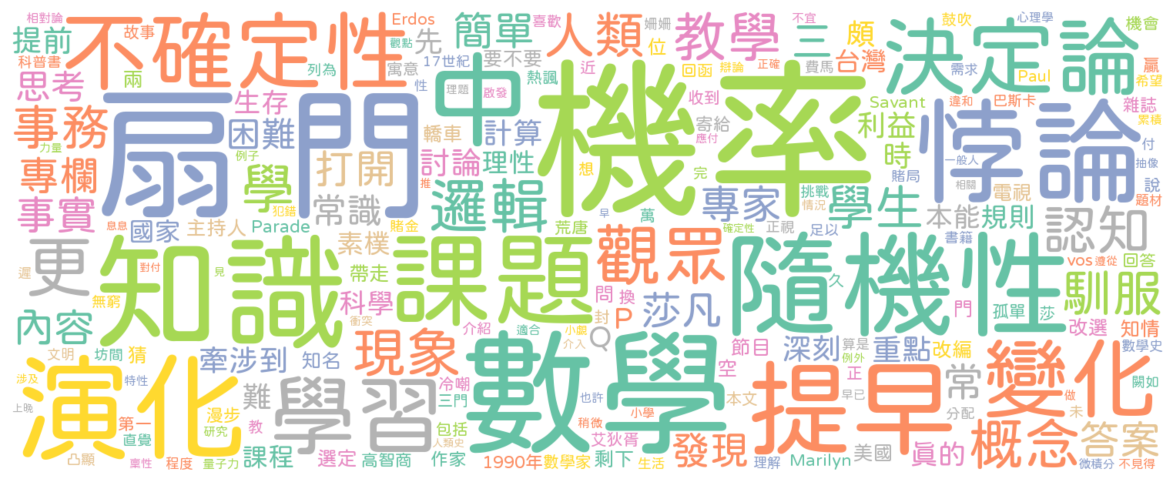 相對論 不確定性 故事 Erdos 先 簡單 喜歡 人類 姍姍 教學 三 鼓吹 頗 心理學 決定論 不宜 機會
提前 科普書 列為 觀點 17世紀 寓意 要不要 位 辯論 正確 費馬 台灣 需求 Paul 贏 希望
思考 兩 生存 性 理題 啟發 熱諷 近 回函 收到 Savant 違和 巴斯卡 雜誌 累積
事務 力量 扇門 困難 轎車 中 計算 機率 寄給 應付 利益 賭局 時 一般人 悖論 付 抽像
專欄 例子 學 打開 討論 理性 想 完 挑戰 情況 相關 電視 說 題材
事實 息息 犯錯 常識 推 邏輯 專家 學生 本能 規則 認知
國家 主持人 Parade 賭金 荒唐 早 萬 確定性 正視 足以 書籍 vos 遵從 回答
更 遲 知識 素樸 課題 觀眾 隨機性 久 馴服
對付 帶走 見 問 換 門 孤單 莎
內容 無窮 科學 衝突 封 P 莎凡 改選 知情
文明 坊間 猜 牽涉到 現象 介紹 適合 小處 介入 Q 節目 深刻 算是 例外 重點 改編 數學史
演化 涉及 特性 知名 冷嘲 三門 數學 空 正 常 變化
上晚 第一 漫步 難 學習 也許 稍微 小學 提早 本文 早已 分配 做 未 闕如
直覺 研究 教 程度 包括 人類史 艾狄胥 發現 美國 概念 答案
凸顯 稟性 量子力 課程 選定 高智商 作家 1990年 數學家 剩下 生活 理解 Marilyn 真的 微積分 不見得